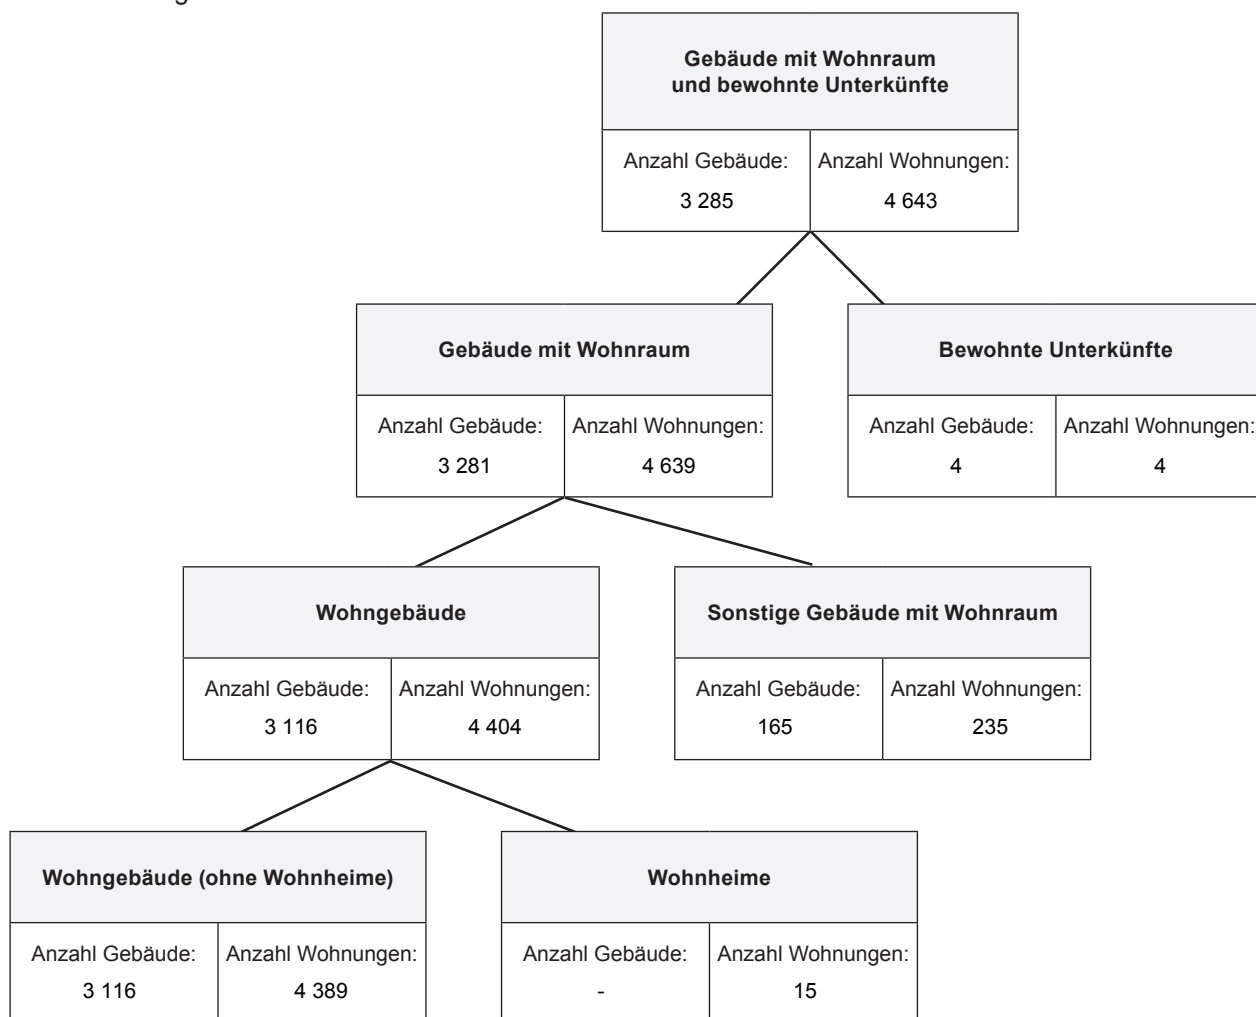 Gebäude mit Wohnraum
und bewohnte Unterkünfte
Anzahl Gebäude: Anzahl Wohnungen:
3 285 4 643
Gebäude mit Wohnraum Bewohnte Unterkünfte
Anzahl Gebäude: Anzahl Wohnungen: Anzahl Gebäude: Anzahl Wohnungen:
3 281 4 639 4 4
Wohngebäude Sonstige Gebäude mit Wohnraum
Anzahl Gebäude: Anzahl Wohnungen: Anzahl Gebäude: Anzahl Wohnungen:
3 116 4 404 165 235
Wohngebäude (ohne Wohnheime) Wohnheime
Anzahl Gebäude: Anzahl Wohnungen: Anzahl Gebäude: Anzahl Wohnungen:
3 116 4 389 - 15